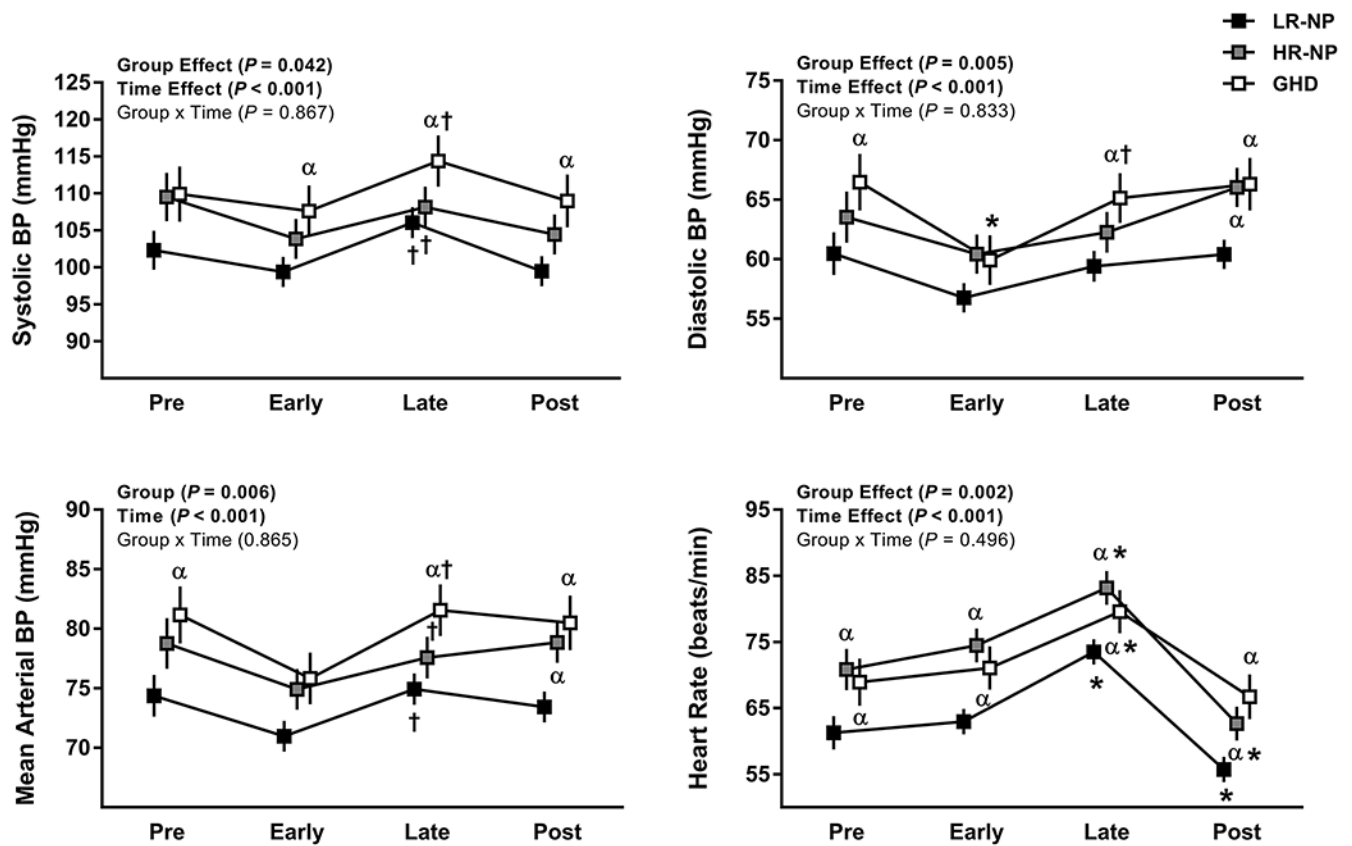 LR-NP
HR-NP
GHD
Group Effect (P = 0.042)
Time Effect (P < 0.001)
Group x Time (P = 0.867)
Systolic BP (mmHg)
125
120
115
110
105
100
95
90
α
α†
α
†
†
Pre Early Late Post
Group Effect (P = 0.005)
Time Effect (P < 0.001)
Group x Time (P = 0.833)
Diastolic BP (mmHg)
75
70
65
60
55
α
*
α†
α
α
Pre Early Late Post
Group (P = 0.006)
Time (P < 0.001)
Group x Time (0.865)
Mean Arterial BP (mmHg)
90
85
80
75
70
α
α†
α
†
α
†
Pre Early Late Post
Group Effect (P = 0.002)
Time Effect (P < 0.001)
Group x Time (P = 0.496)
Heart Rate (beats/min)
95
85
75
65
55
α
α
α *
α
α
α
α *
*
α *
*
Pre Early Late Post